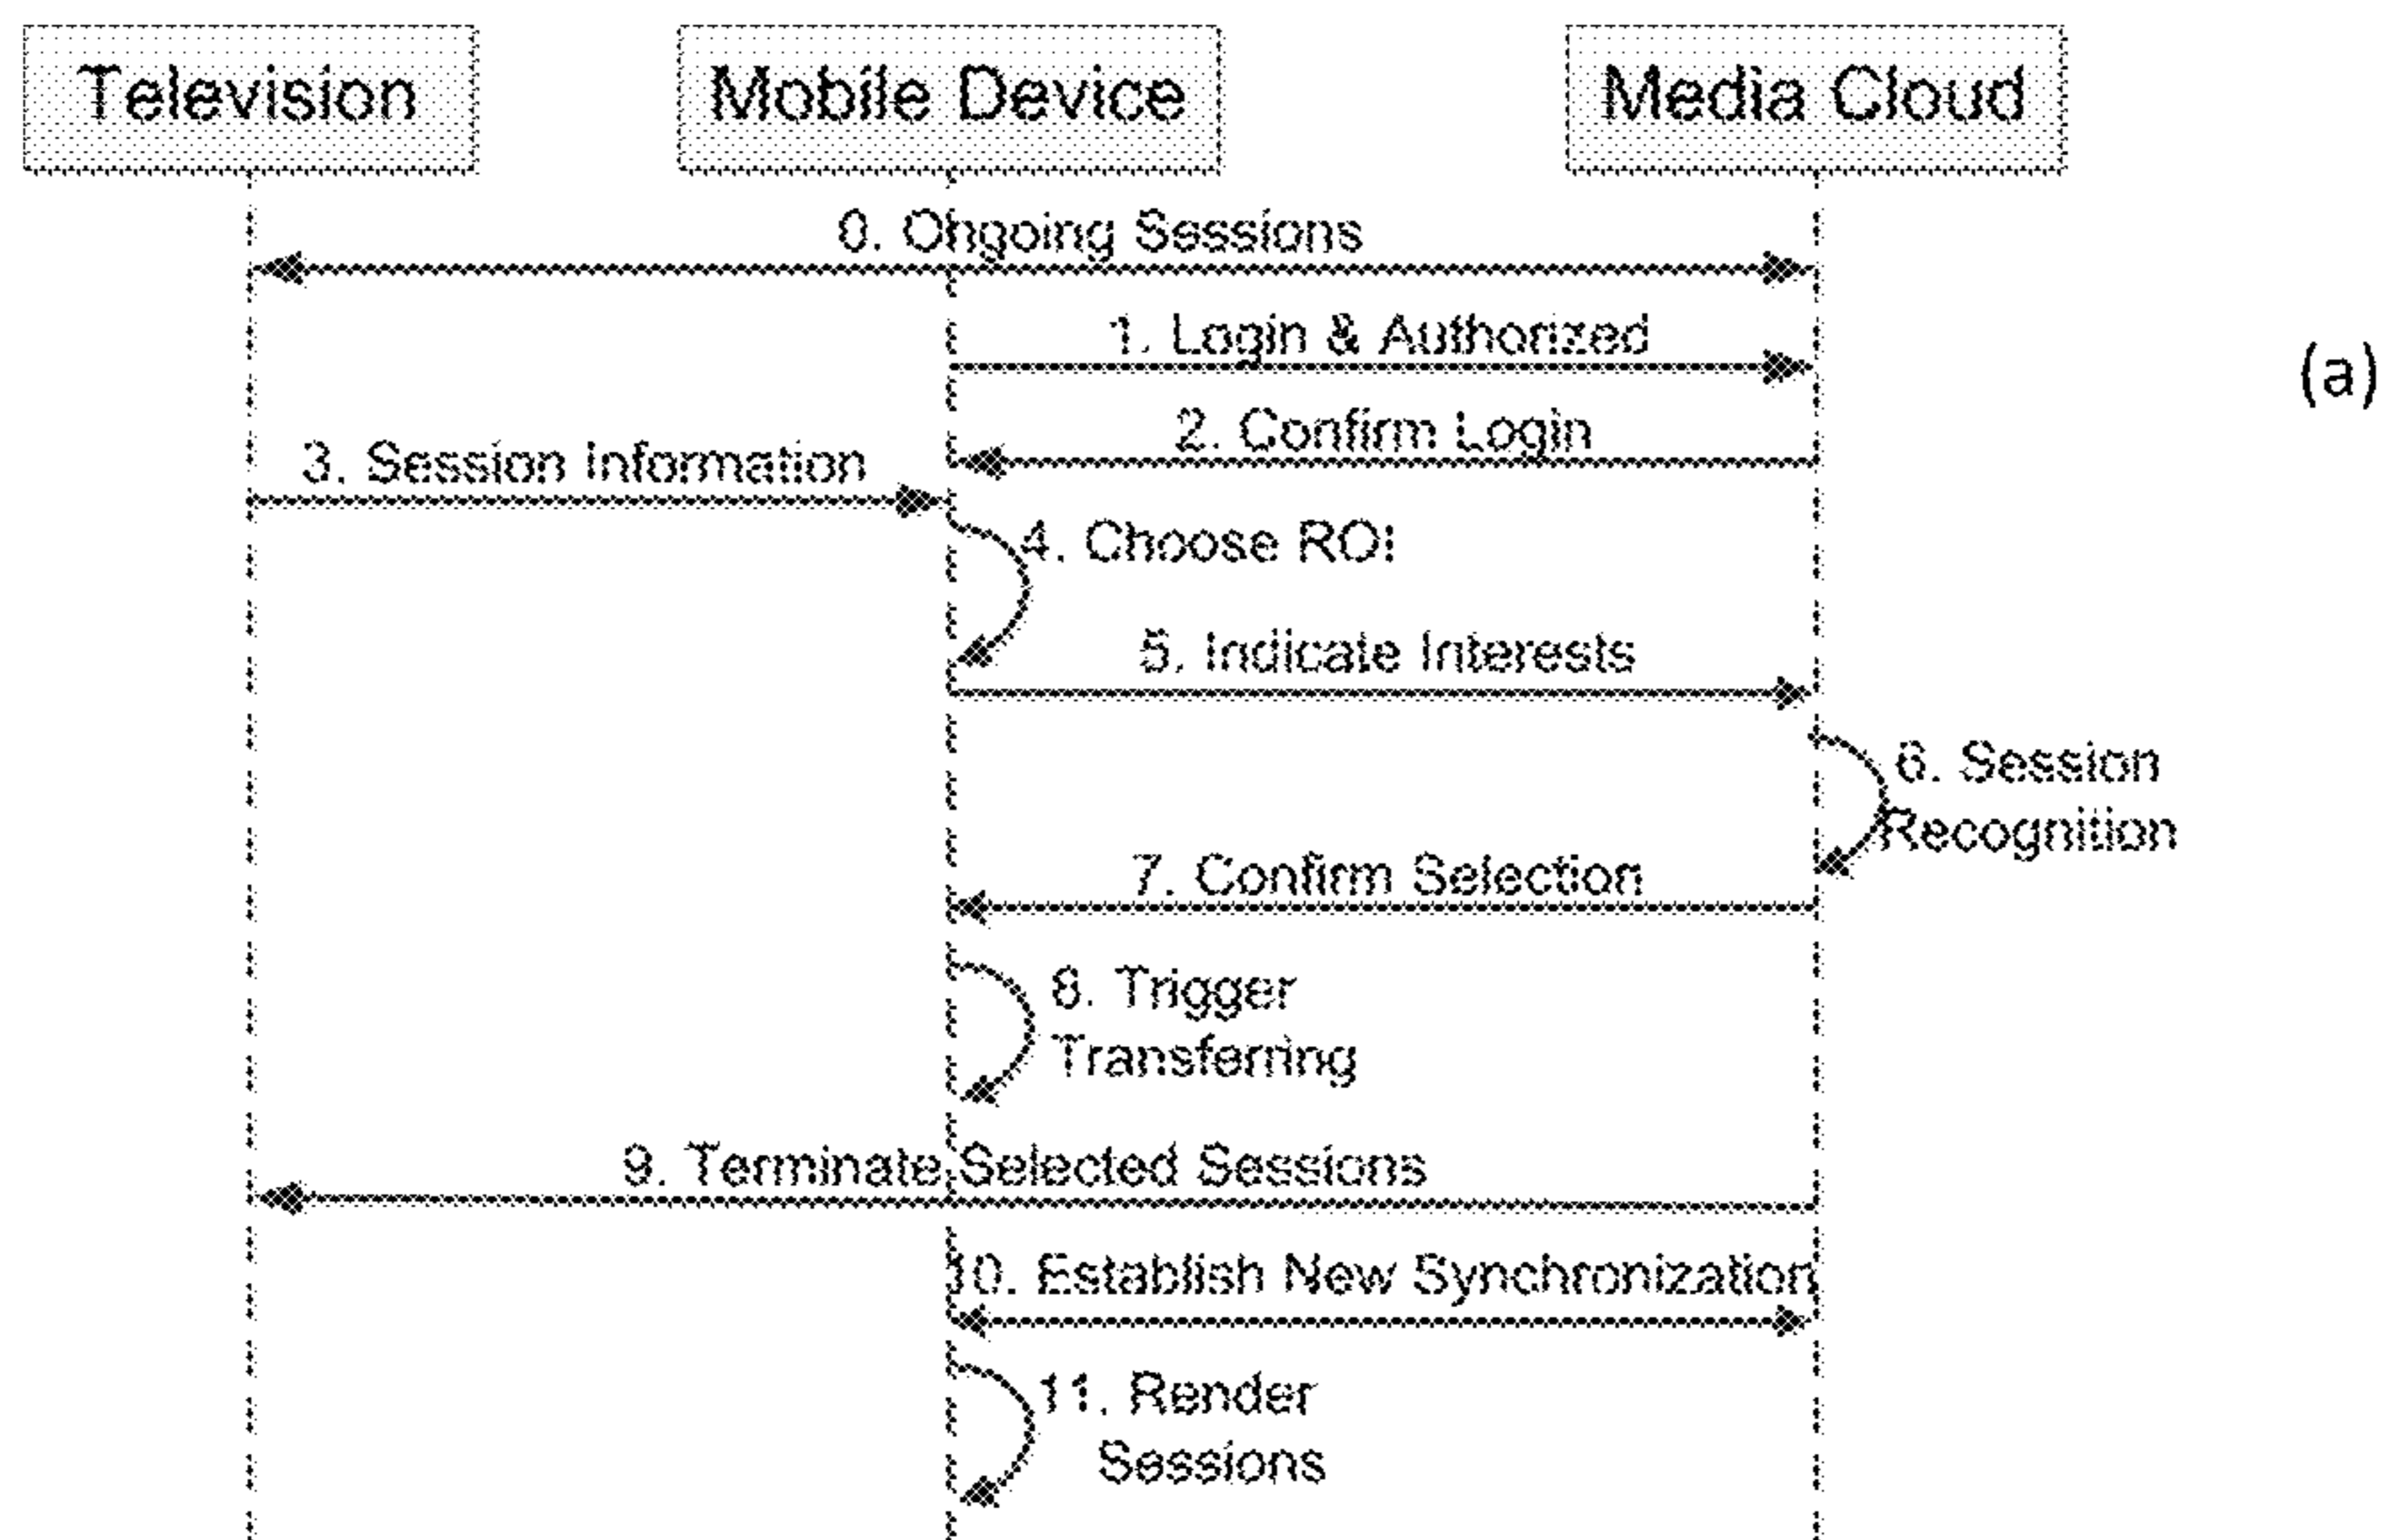 Television
Mobile Device
Media Cloud
0. Ongoing Sessions
1. Login & Authorized
(a)
2. Confirm Login
3. Session Information
4. Choose ROI
5. Indicate Interests
6. Session
Recognition
7. Confirm Selection
8. Trigger
Transferring
9. Terminate Selected Sessions
10. Establish New Synchronization
11. Render
Sessions